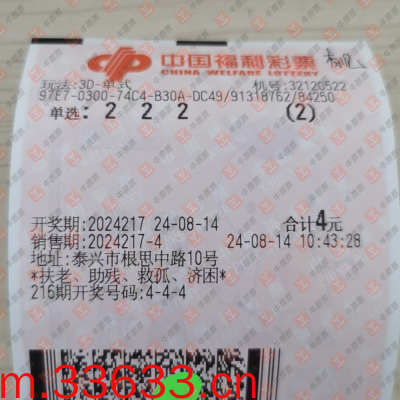 中国福利彩票
CHINA WELFARE LOTTERY
玩法:3D-单式 机号:32120522
97E7-0300-74C4-B30A-DC49/91318762/84250
单选: 2 2 2 (2)
开奖期:2024217 24-08-14 合计4元
销售期:2024217-4 24-08-14 10:43:28
地址:泰兴市根思中路10号
*扶老、助残、救孤、济困*
216期开奖号码:4-4-4
m.33633.cn